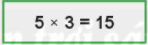 5 × 3 = 15